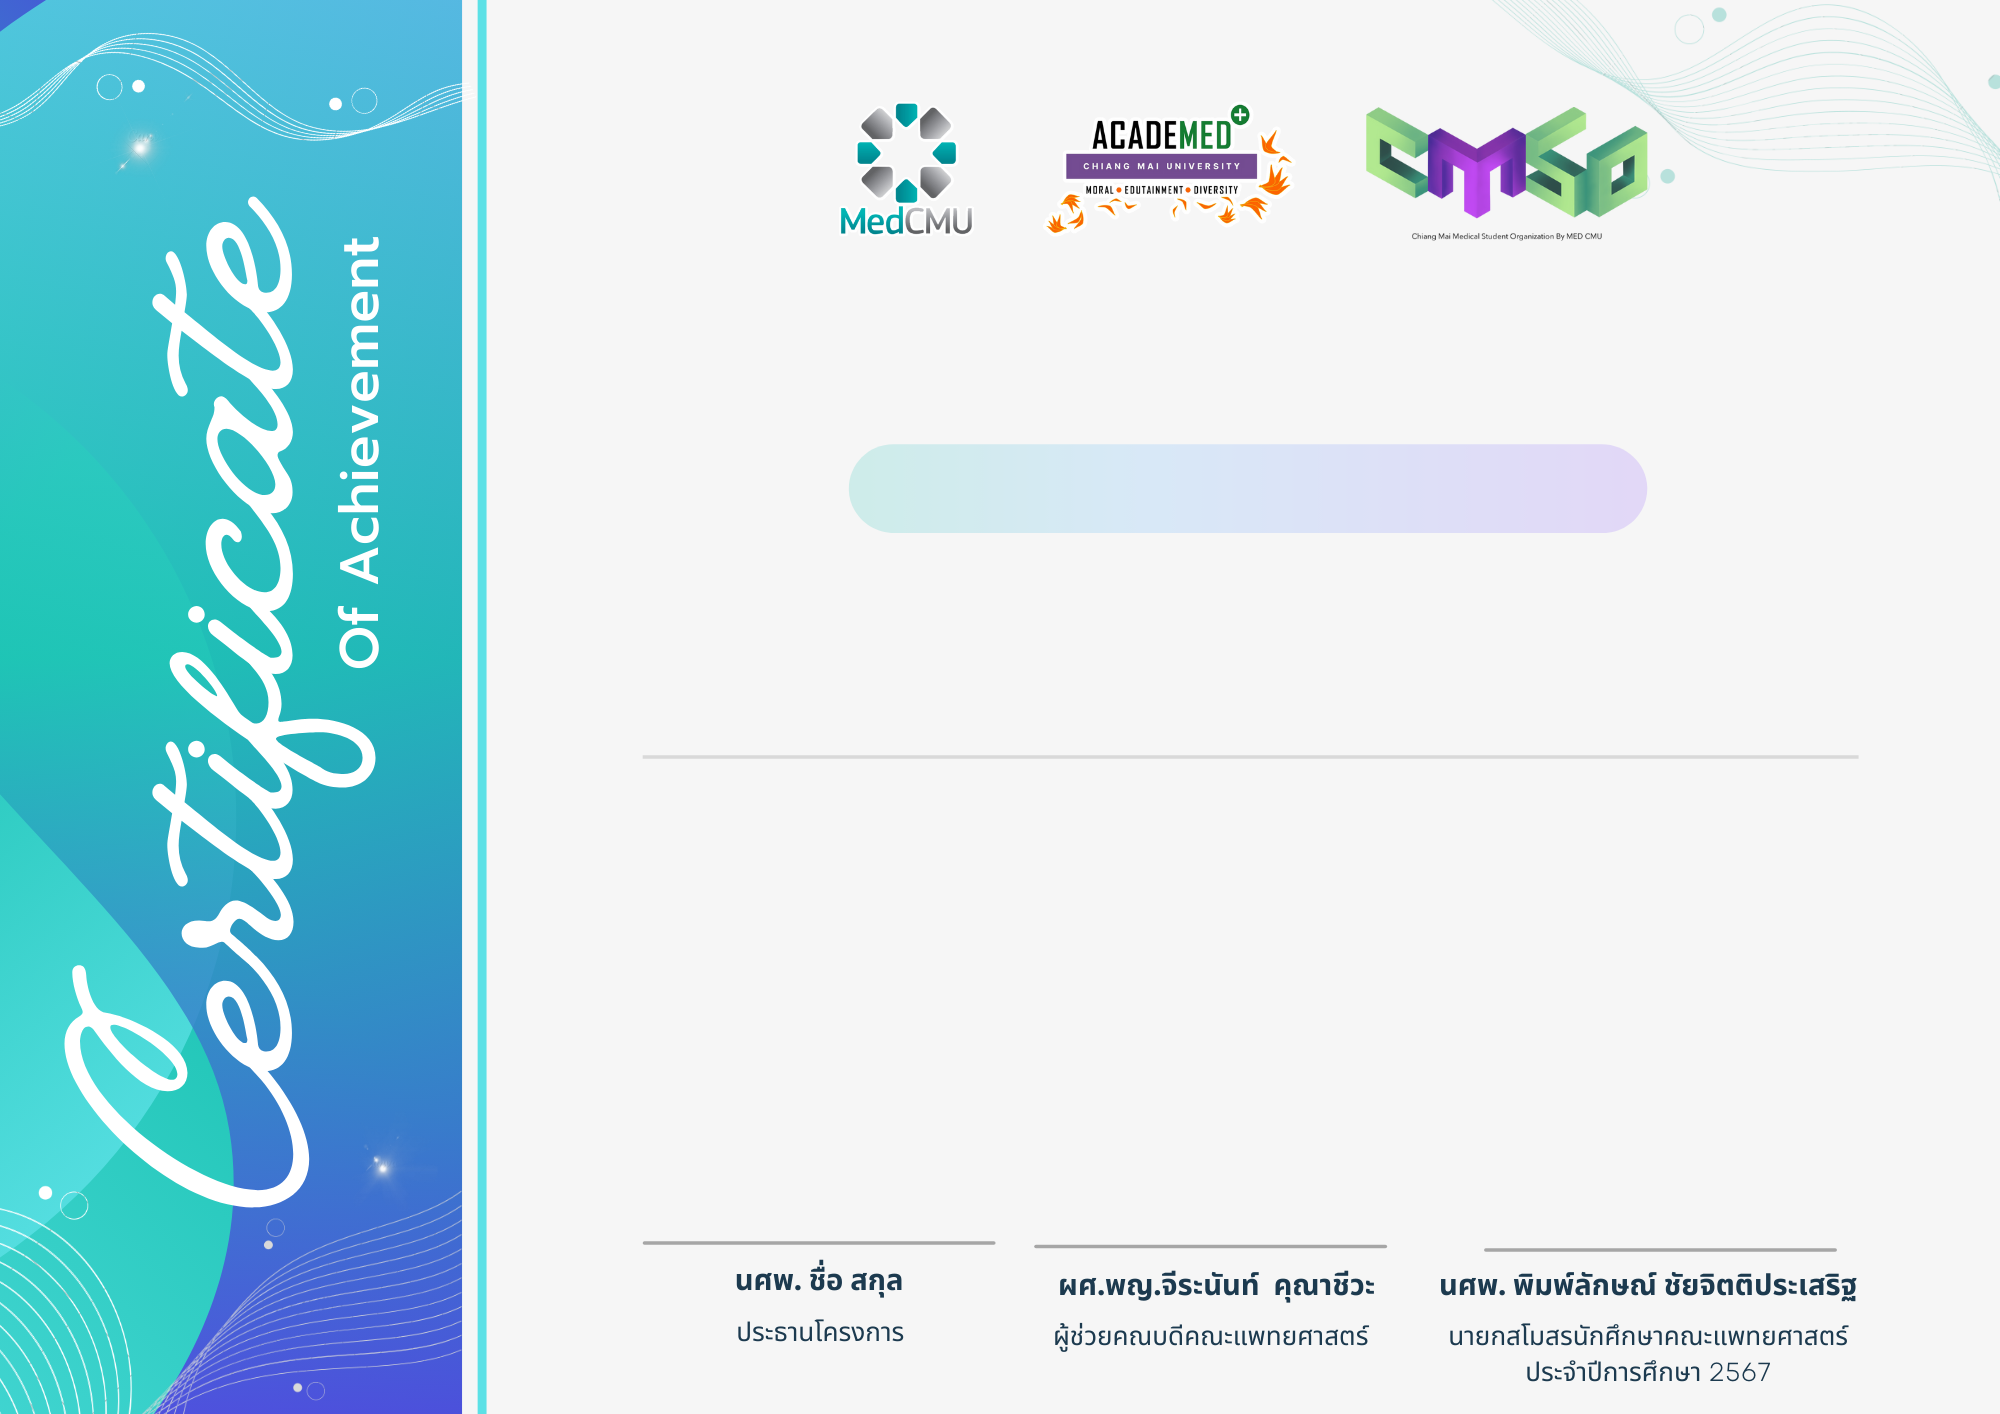 Certificate
Of Achievement
MedCMU
ACADEMED
CHIANG MAI UNIVERSITY
MORAL • EDUTAINMENT • DIVERSITY
CMSO
Chiang Mai Medical Student Organization By MED CMU
นศพ. ชื่อ สกุล
ประธานโครงการ
ผศ.พญ.จีระนันท์ คุณาชีวะ
ผู้ช่วยคณบดีคณะแพทยศาสตร์
นศพ. พิมพ์ลักษณ์ ชัยจิตติประเสริฐ
นายกสโมสรนักศึกษาคณะแพทยศาสตร์
ประจำปีการศึกษา 2567